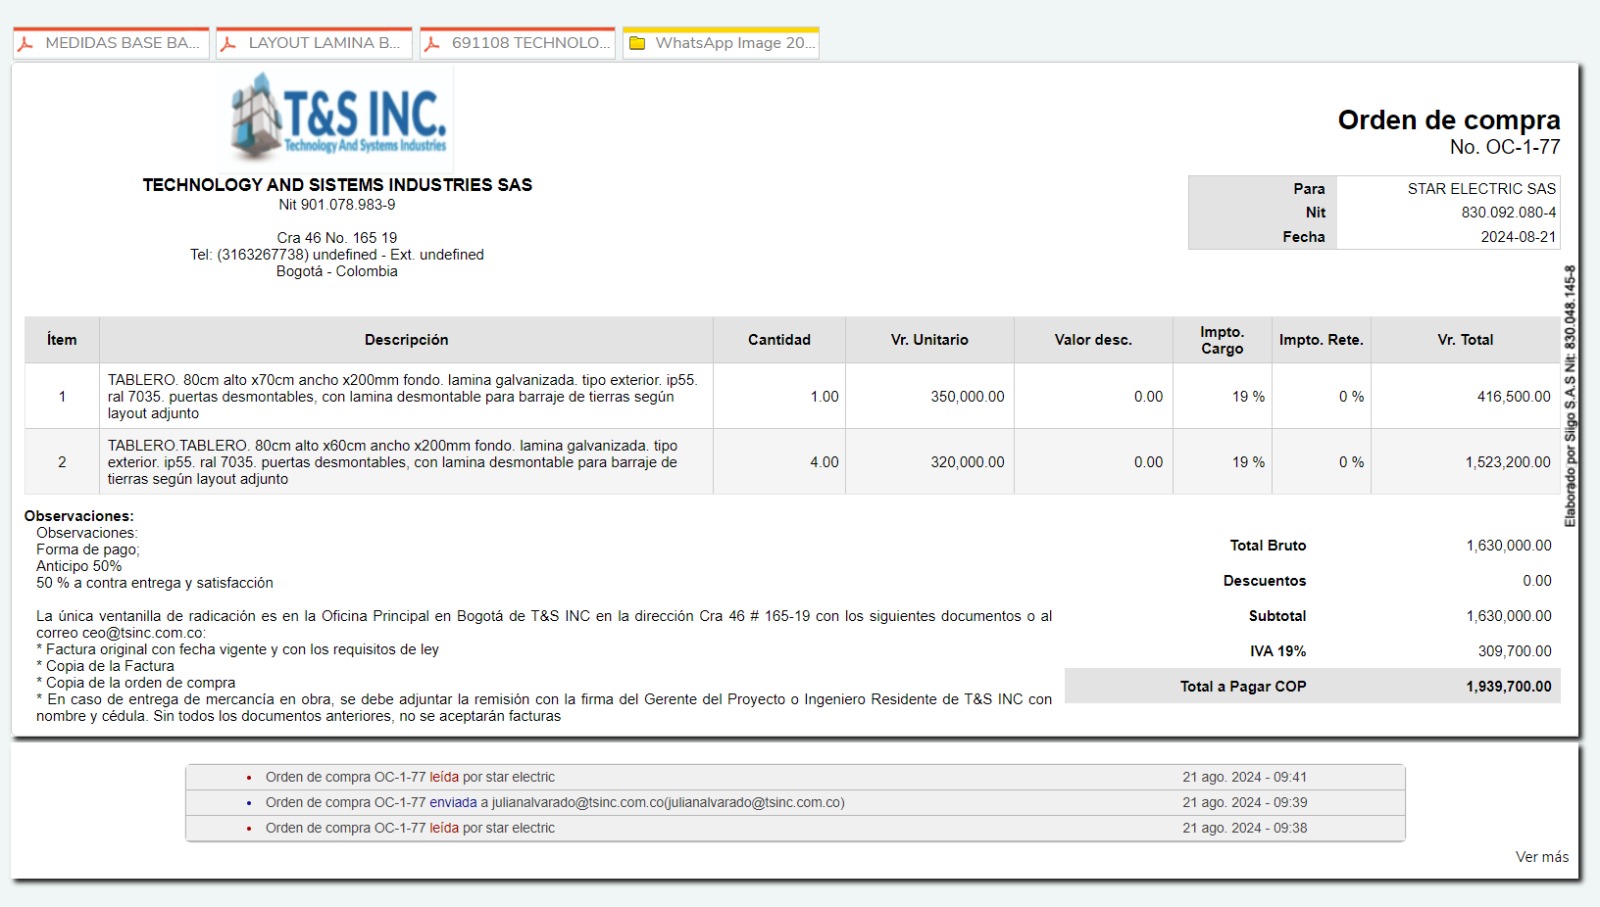 MEDIDAS BASE BA...
LAYOUT LAMINA B...
691108 TECHNOLO...
WhatsApp Image 20...
T&S INC.
Technology And Systems Industries
TECHNOLOGY AND SISTEMS INDUSTRIES SAS
Nit 901.078.983-9
Cra 46 No. 165 19
Tel: (3163267738) undefined - Ext. undefined
Bogotá - Colombia
Orden de compra
No. OC-1-77
Para STAR ELECTRIC SAS
Nit 830.092.080-4
Fecha 2024-08-21
Ítem Descripción Cantidad Vr. Unitario Valor desc. Impto. Cargo Impto. Rete. Vr. Total
1 TABLERO. 80cm alto x70cm ancho x200mm fondo. lamina galvanizada. tipo exterior. ip55.
ral 7035. puertas desmontables, con lamina desmontable para barraje de tierras según
layout adjunto
1.00 350,000.00 0.00 19 % 0 % 416,500.00
2 TABLERO.TABLERO. 80cm alto x60cm ancho x200mm fondo. lamina galvanizada. tipo
exterior. ip55. ral 7035. puertas desmontables, con lamina desmontable para barraje de
tierras según layout adjunto
4.00 320,000.00 0.00 19 % 0 % 1,523,200.00
Elaborado por Siigo S.A.S Nit: 830.048.145-8
Observaciones:
Observaciones:
Forma de pago;
Anticipo 50%
50 % a contra entrega y satisfacción
La única ventanilla de radicación es en la Oficina Principal en Bogotá de T&S INC en la dirección Cra 46 # 165-19 con los siguientes documentos o al
correo ceo@tsinc.com.co:
* Factura original con fecha vigente y con los requisitos de ley
* Copia de la Factura
* Copia de la orden de compra
* En caso de entrega de mercancía en obra, se debe adjuntar la remisión con la firma del Gerente del Proyecto o Ingeniero Residente de T&S INC con
nombre y cédula. Sin todos los documentos anteriores, no se aceptarán facturas
Total Bruto 1,630,000.00
Descuentos 0.00
Subtotal 1,630,000.00
IVA 19% 309,700.00
Total a Pagar COP 1,939,700.00
• Orden de compra OC-1-77 leída por star electric 21 ago. 2024 - 09:41
• Orden de compra OC-1-77 enviada a julianalvarado@tsinc.com.co(julianalvarado@tsinc.com.co) 21 ago. 2024 - 09:39
• Orden de compra OC-1-77 leída por star electric 21 ago. 2024 - 09:38
Ver más